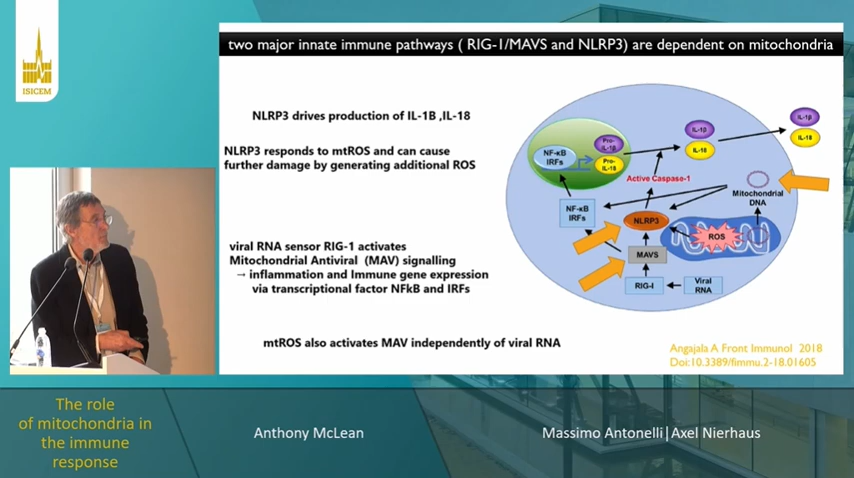 ISICEM
two major innate immune pathways ( RIG-1/MAVS and NLRP3) are dependent on mitochondria
NLRP3 drives production of IL-1B ,IL-18
NLRP3 responds to mtROS and can cause
further damage by generating additional ROS
viral RNA sensor RIG-1 activates
Mitochondrial Antiviral (MAV) signalling
→ inflammation and Immune gene expression
via transcriptional factor NFkB and IRFs
mtROS also activates MAV independently of viral RNA
NF-κB
IRFs
Pro-
IL-1β
Pro-
IL-18
IL-1β
IL-18
IL-1β
IL-18
Active Caspase-1
Mitochondrial
DNA
NF-κB
IRFs
NLRP3
ROS
MAVS
RIG-I
Viral
RNA
Angajala A Front Immunol 2018
Doi:10.3389/fimmu.2-18.01605
The role
of mitochondria in
the immune
response
Anthony McLean
Massimo Antonelli|Axel Nierhaus